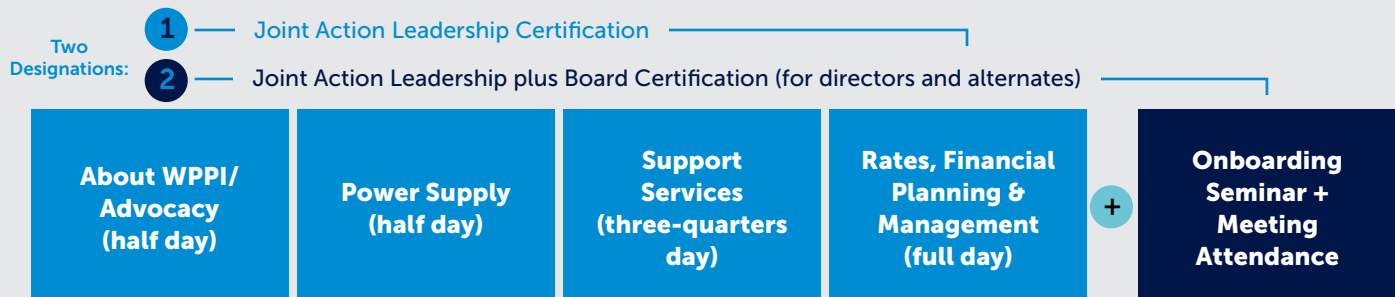 Two
Designations:
1
Joint Action Leadership Certification
2
Joint Action Leadership plus Board Certification (for directors and alternates)
About WPPI/
Advocacy
(half day)
Power Supply
(half day)
Support
Services
(three-quarters
day)
Rates, Financial
Planning &
Management
(full day)
+
Onboarding
Seminar +
Meeting
Attendance